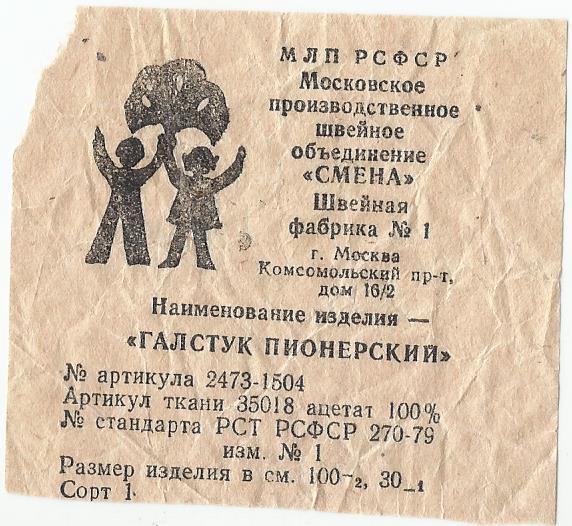 МЛП РСФСР
Московское
производственное
швейное
объединение
«СМЕНА»
Швейная
фабрика № 1
г. Москва
Комсомольский пр-т,
дом 16/2
Наименование изделия —
«ГАЛСТУК ПИОНЕРСКИЙ»
№ артикула 2473-1504
Артикул ткани 35018 ацетат 100%
№ стандарта РСТ РСФСР 270-79
изм. № 1
Размер изделия в см. 100-2, 30-1
Сорт 1